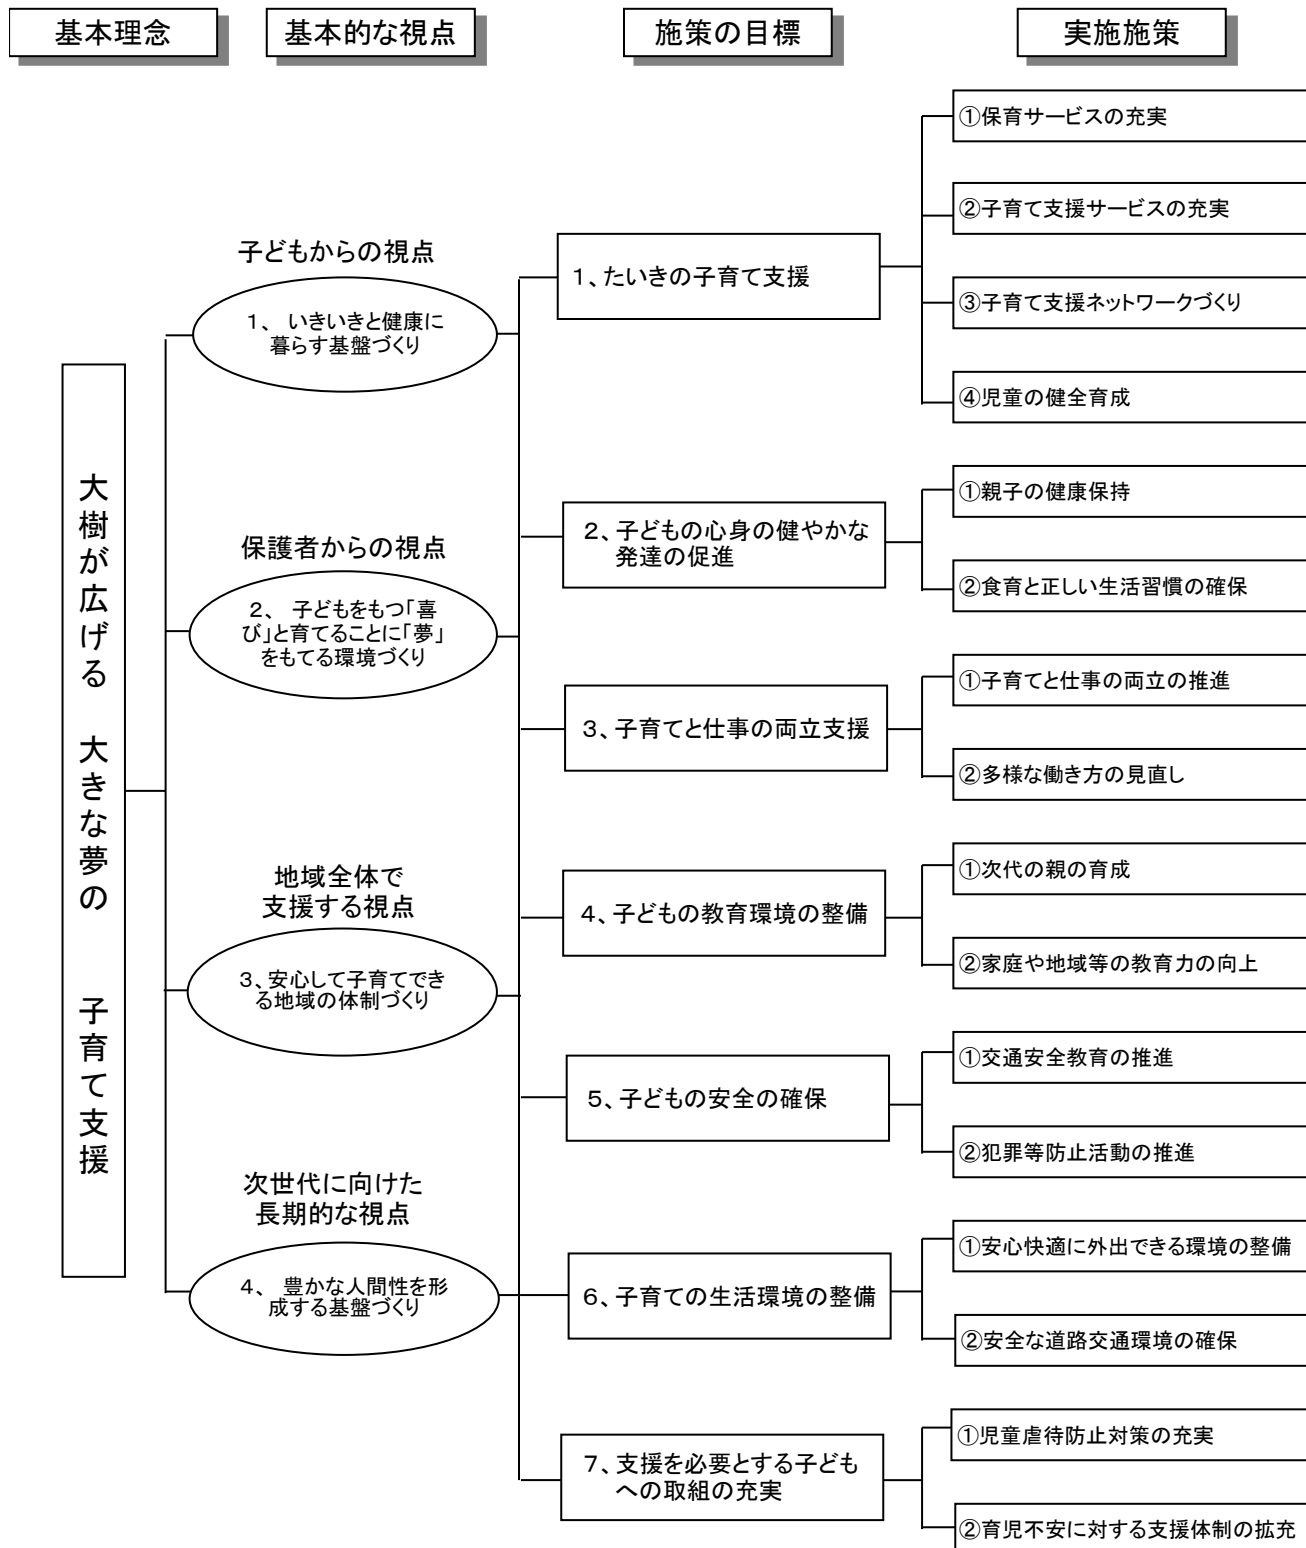 基本理念
基本的な視点
施策の目標
実施施策
大樹が広げる 大きな夢の 子育て支援
子どもからの視点
1、 いきいきと健康に
暮らす基盤づくり
保護者からの視点
2、 子どもをもつ「喜
び」と育てることに「夢」
をもてる環境づくり
地域全体で
支援する視点
3、安心して子育てでき
る地域の体制づくり
次世代に向けた
長期的な視点
4、 豊かな人間性を形
成する基盤づくり
1、たいきの子育て支援
①保育サービスの充実
②子育て支援サービスの充実
③子育て支援ネットワークづくり
④児童の健全育成
2、子どもの心身の健やかな
発達の促進
①親子の健康保持
②食育と正しい生活習慣の確保
3、子育てと仕事の両立支援
①子育てと仕事の両立の推進
②多様な働き方の見直し
4、子どもの教育環境の整備
①次代の親の育成
②家庭や地域等の教育力の向上
5、子どもの安全の確保
①交通安全教育の推進
②犯罪等防止活動の推進
6、子育ての生活環境の整備
①安心快適に外出できる環境の整備
②安全な道路交通環境の確保
7、支援を必要とする子ども
への取組の充実
①児童虐待防止対策の充実
②育児不安に対する支援体制の拡充